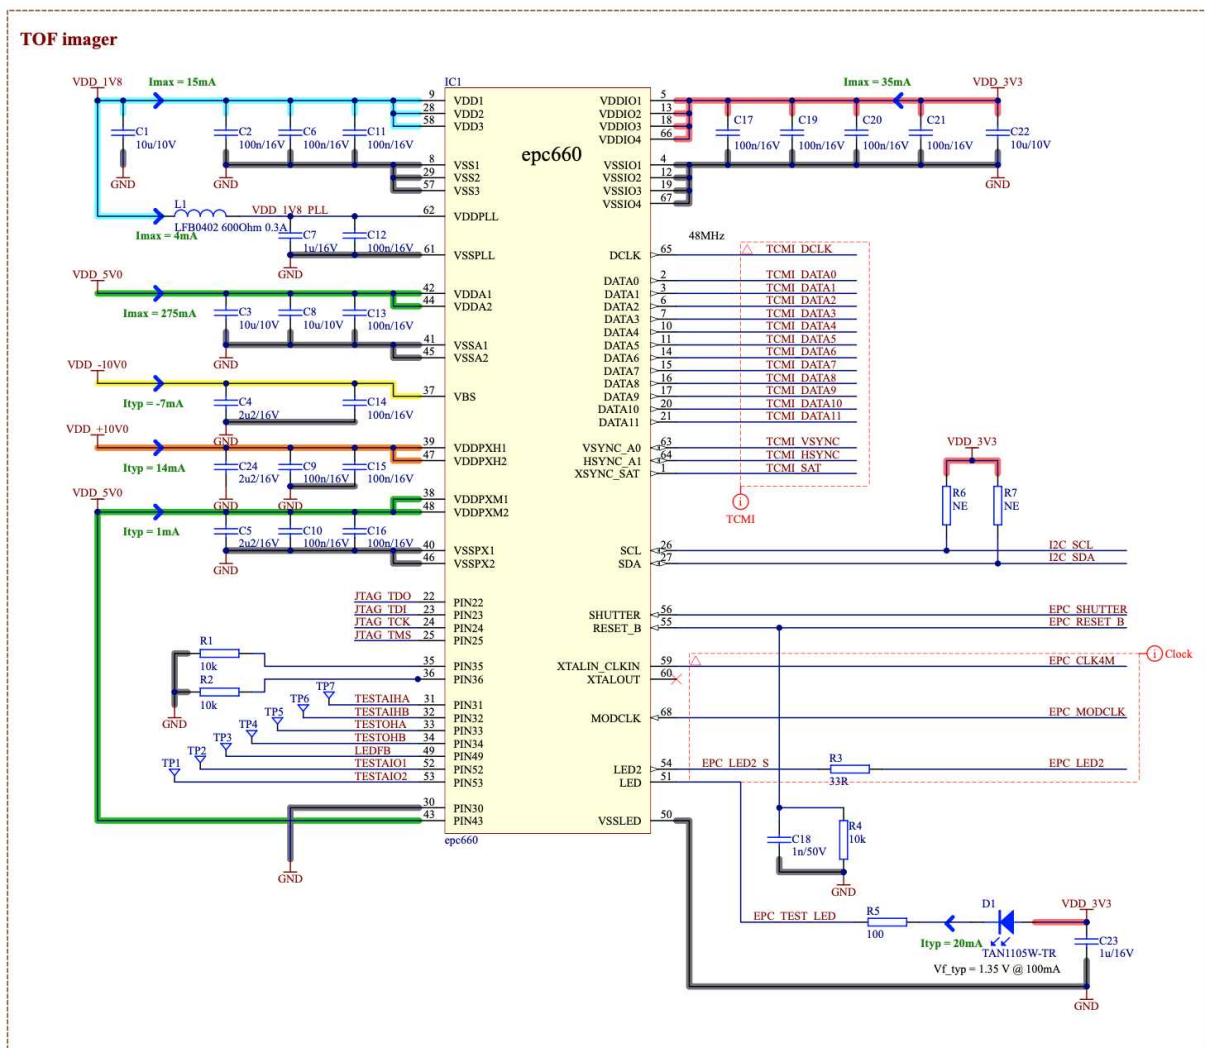 TOF imager
VDD_1V8
Imax = 15mA
IC1
Imax = 35mA
VDD_3V3
9 VDD1
28 VDD2
58 VDD3
VDDIO1 5
VDDIO2 13
VDDIO3 18
VDDIO4 66
epc660
C1
10u/10V
C2
100n/16V
C6
100n/16V
C11
100n/16V
C17
100n/16V
C19
100n/16V
C20
100n/16V
C21
100n/16V
C22
10u/10V
8 VSS1
29 VSS2
57 VSS3
VSSIO1 4
VSSIO2 12
VSSIO3 19
VSSIO4 67
GND
GND
GND
L1
VDD_1V8_PLL
LFB0402 600Ohm 0.3A
Imax = 4mA
62 VDDPLL
C7
1u/16V
C12
100n/16V
61 VSSPLL
GND
48MHz
DCLK 65 TCMI_DCLK
DATA0 2 TCMI_DATA0
DATA1 3 TCMI_DATA1
DATA2 6 TCMI_DATA2
DATA3 7 TCMI_DATA3
DATA4 10 TCMI_DATA4
DATA5 11 TCMI_DATA5
DATA6 14 TCMI_DATA6
DATA7 15 TCMI_DATA7
DATA8 16 TCMI_DATA8
DATA9 17 TCMI_DATA9
DATA10 20 TCMI_DATA10
DATA11 21 TCMI_DATA11
VSYNC_A0 63 TCMI_VSYNC
HSYNC_A1 64 TCMI_HSYNC
XSYNC_SAT 1 TCMI_SAT
TCMI
VDD_5V0
Imax = 275mA
42 VDDA1
44 VDDA2
C3
10u/10V
C8
10u/10V
C13
100n/16V
41 VSSA1
45 VSSA2
GND
VDD_-10V0
Ityp = -7mA
37 VBS
C4
2u2/16V
C14
100n/16V
GND
VDD_+10V0
Ityp = 14mA
39 VDDPXH1
47 VDDPXH2
C24
2u2/16V
C9
100n/16V
C15
100n/16V
GND
GND
VDD_5V0
Ityp = 1mA
38 VDDPXM1
48 VDDPXM2
C5
2u2/16V
C10
100n/16V
C16
100n/16V
40 VSSPX1
46 VSSPX2
GND
VDD_3V3
R6
NE
R7
NE
SCL 26 I2C_SCL
SDA 27 I2C_SDA
JTAG_TDO 22 PIN22
JTAG_TDI 23 PIN23
JTAG_TCK 24 PIN24
JTAG_TMS 25 PIN25
SHUTTER 56 EPC_SHUTTER
RESET_B 55 EPC_RESET_B
R1
10k
35 PIN35
R2
10k
36 PIN36
GND
XTALIN_CLKIN 59 EPC_CLK4M
XTALOUT 60
Clock
TP7 TESTAIHA 31 PIN31
TP6 TESTAIHB 32 PIN32
TP5 TESTOHA 33 PIN33
TP4 TESTOHB 34 PIN34
TP3 LEDFB 49 PIN49
TP2 TESTAIO1 52 PIN52
TP1 TESTAIO2 53 PIN53
MODCLK 68 EPC_MODCLK
LED2 54 EPC_LED2_S
R3
33R
EPC_LED2
LED 51
30 PIN30
43 PIN43
VSSLED 50
epc660
GND
C18
1n/50V
R4
10k
GND
EPC_TEST_LED
R5
100
Ityp = 20mA
D1
TAN1105W-TR
Vf_typ = 1.35 V @ 100mA
VDD_3V3
C23
1u/16V
GND